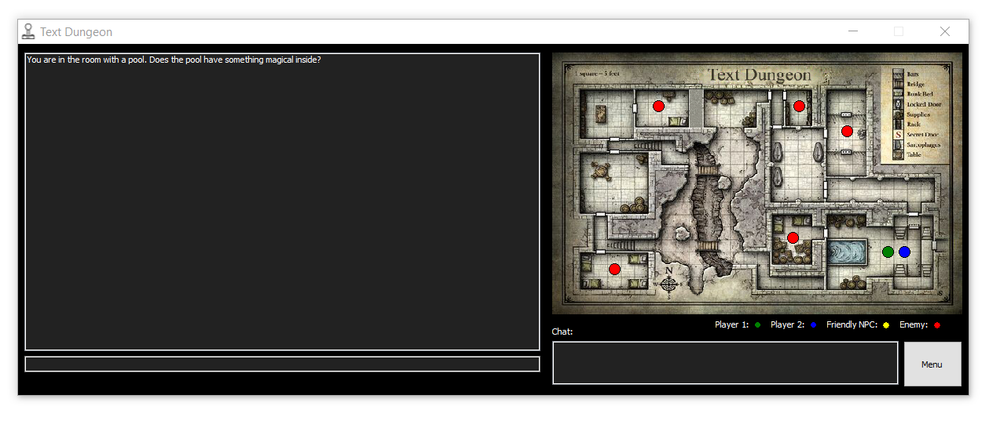 Text Dungeon
You are in the room with a pool. Does the pool have something magical inside?
1 square = 5 feet
Text Dungeon
Bars
Bridge
Bunk Bed
Locked Door
Supplies
Rack
S Secret Door
Sarcophagus
Table
N
W E
S
Player 1: Player 2: Friendly NPC: Enemy:
Chat:
Menu